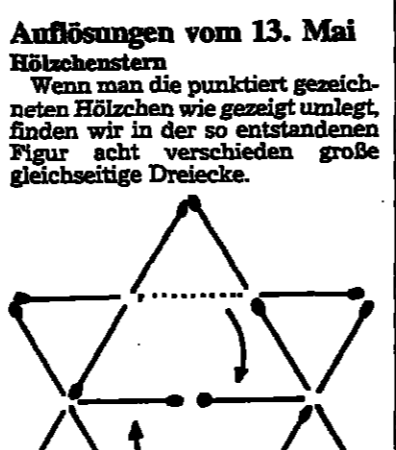 Auflösungen vom 13. Mai
Hölzchenstern
Wenn man die punktiert gezeich-
neten Hölzchen wie gezeigt umlegt,
finden wir in der so entstandenen
Figur acht verschieden große
gleichseitige Dreiecke.